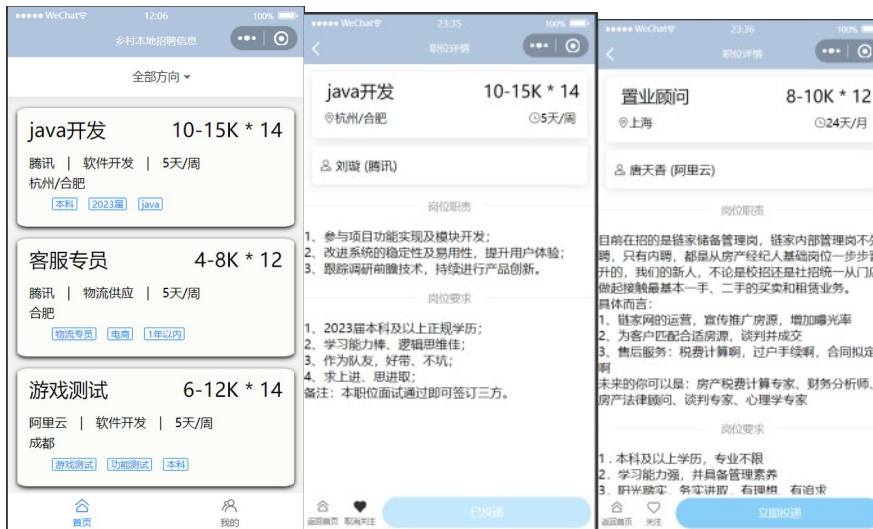 WeChat
12:06
100%
乡村本地招聘信息
全部方向
java开发
10-15K * 14
腾讯 | 软件开发 | 5天/周
杭州/合肥
本科
2023届
java
客服专员
4-8K * 12
腾讯 | 物流供应 | 5天/周
合肥
物流专员
电商
1年以内
游戏测试
6-12K * 14
阿里云 | 软件开发 | 5天/周
成都
游戏测试
功能测试
本科
首页
我的
WeChat
23:35
100%
职位详情
java开发
10-15K * 14
杭州/合肥
5天/周
刘璇 (腾讯)
岗位职责
1、参与项目功能实现及模块开发;
2、改进系统的稳定性及易用性，提升用户体验;
3、跟踪调研前瞻技术，持续进行产品创新。
岗位要求
1、2023届本科及以上正规学历;
2、学习能力棒、逻辑思维佳;
3、作为队友，好带、不坑;
4、求上进、思进取;
备注：本职位面试通过即可签订三方。
返回首页
取消关注
已投递
WeChat
23:36
100%
职位详情
置业顾问
8-10K * 12
上海
24天/月
唐天香 (阿里云)
岗位职责
目前在招的是链家储备管理岗，链家内部管理岗不外
聘，只有内聘，都是从房产经纪人基础岗位一步步晋
升的，我们的新人，不论是校招还是社招统一从门店
做起接触最基本一手、二手的买卖和租赁业务。
具体而言：
1、链家网的运营，宣传推广房源，增加曝光率
2、为客户匹配合适房源，谈判并成交
3、售后服务：税费计算啊，过户手续啊，合同拟定
啊
未来的你可以是：房产税费计算专家、财务分析师、
房产法律顾问、谈判专家、心理学专家
岗位要求
1．本科及以上学历，专业不限
2．学习能力强，并具备管理素养
3．阳光踏实、务实进取、有理想、有追求
返回首页
关注
立即投递